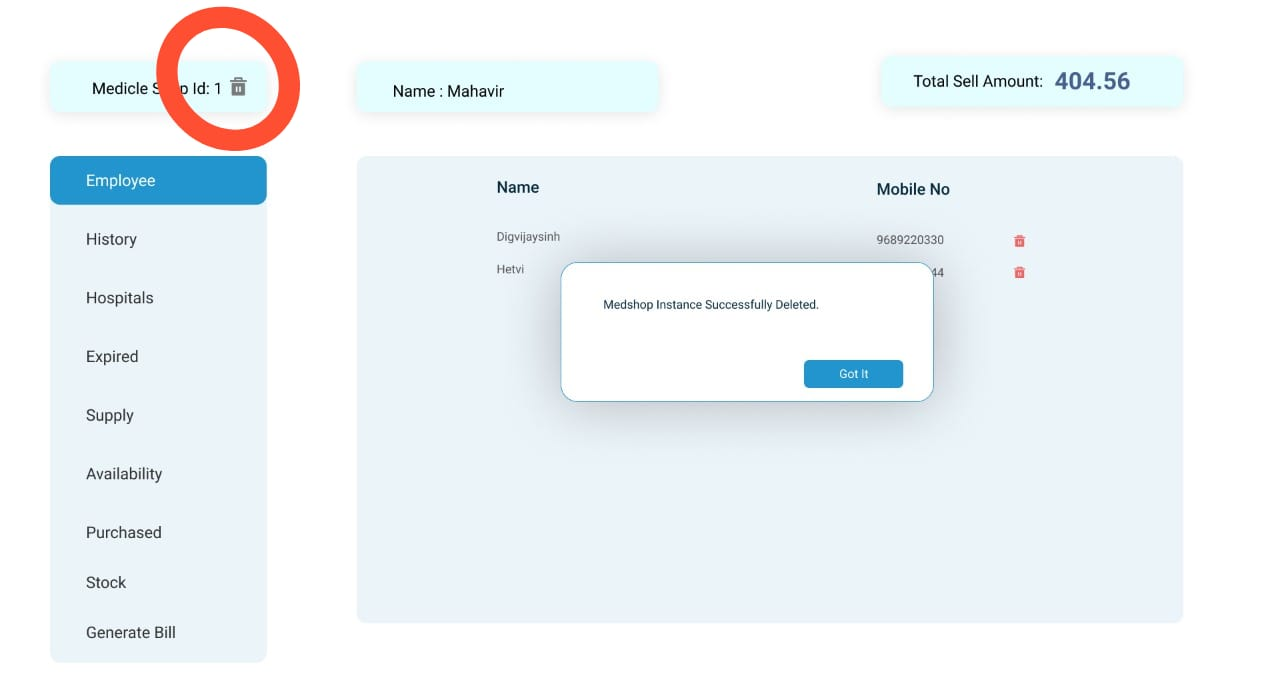 Medicle Id: 1
Name : Mahavir
Total Sell Amount: 404.56
Employee
History
Hospitals
Expired
Supply
Availability
Purchased
Stock
Generate Bill
Name Mobile No
Digvijaysinh 9689220330
Hetvi
Medshop Instance Successfully Deleted.
Got It